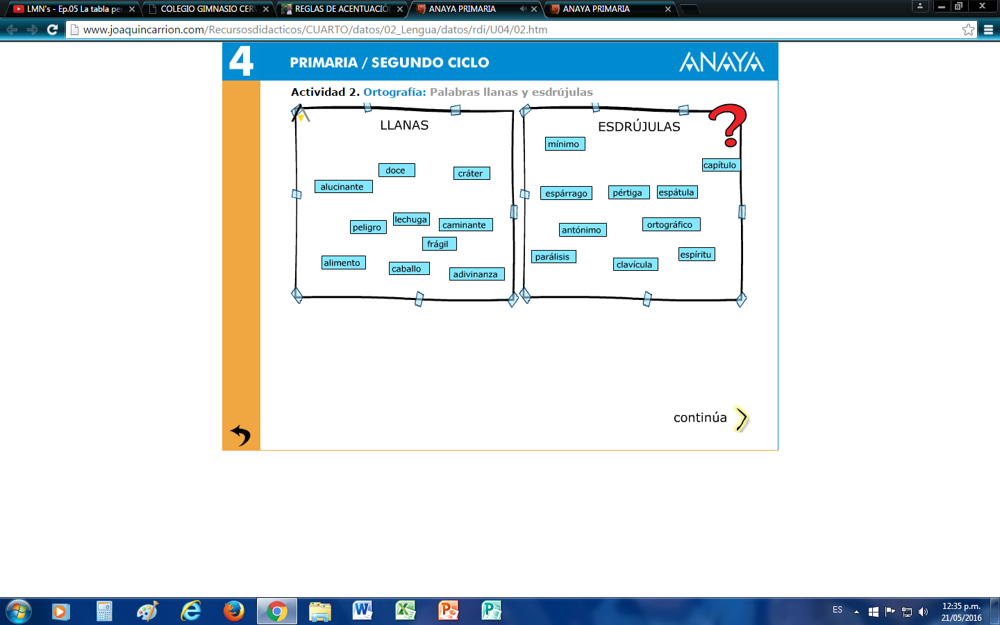 LMN's - Ep.05 La tabla pe
COLEGIO GIMNASIO CER
REGLAS DE ACENTUACIÓ
ANAYA PRIMARIA
ANAYA PRIMARIA
www.joaquincarrion.com/Recursosdidacticos/CUARTO/datos/02_Lengua/datos/rdi/U04/02.htm
4 PRIMARIA / SEGUNDO CICLO ANAYA
Actividad 2. Ortografía: Palabras llanas y esdrújulas
LLANAS
doce
cráter
alucinante
lechuga
peligro
caminante
frágil
alimento
caballo
adivinanza
ESDRÚJULAS
?
mínimo
capítulo
espárrago
pértiga
espátula
antónimo
ortográfico
parálisis
clavícula
espíritu
continúa
ES
12:35 p.m.
21/05/2016